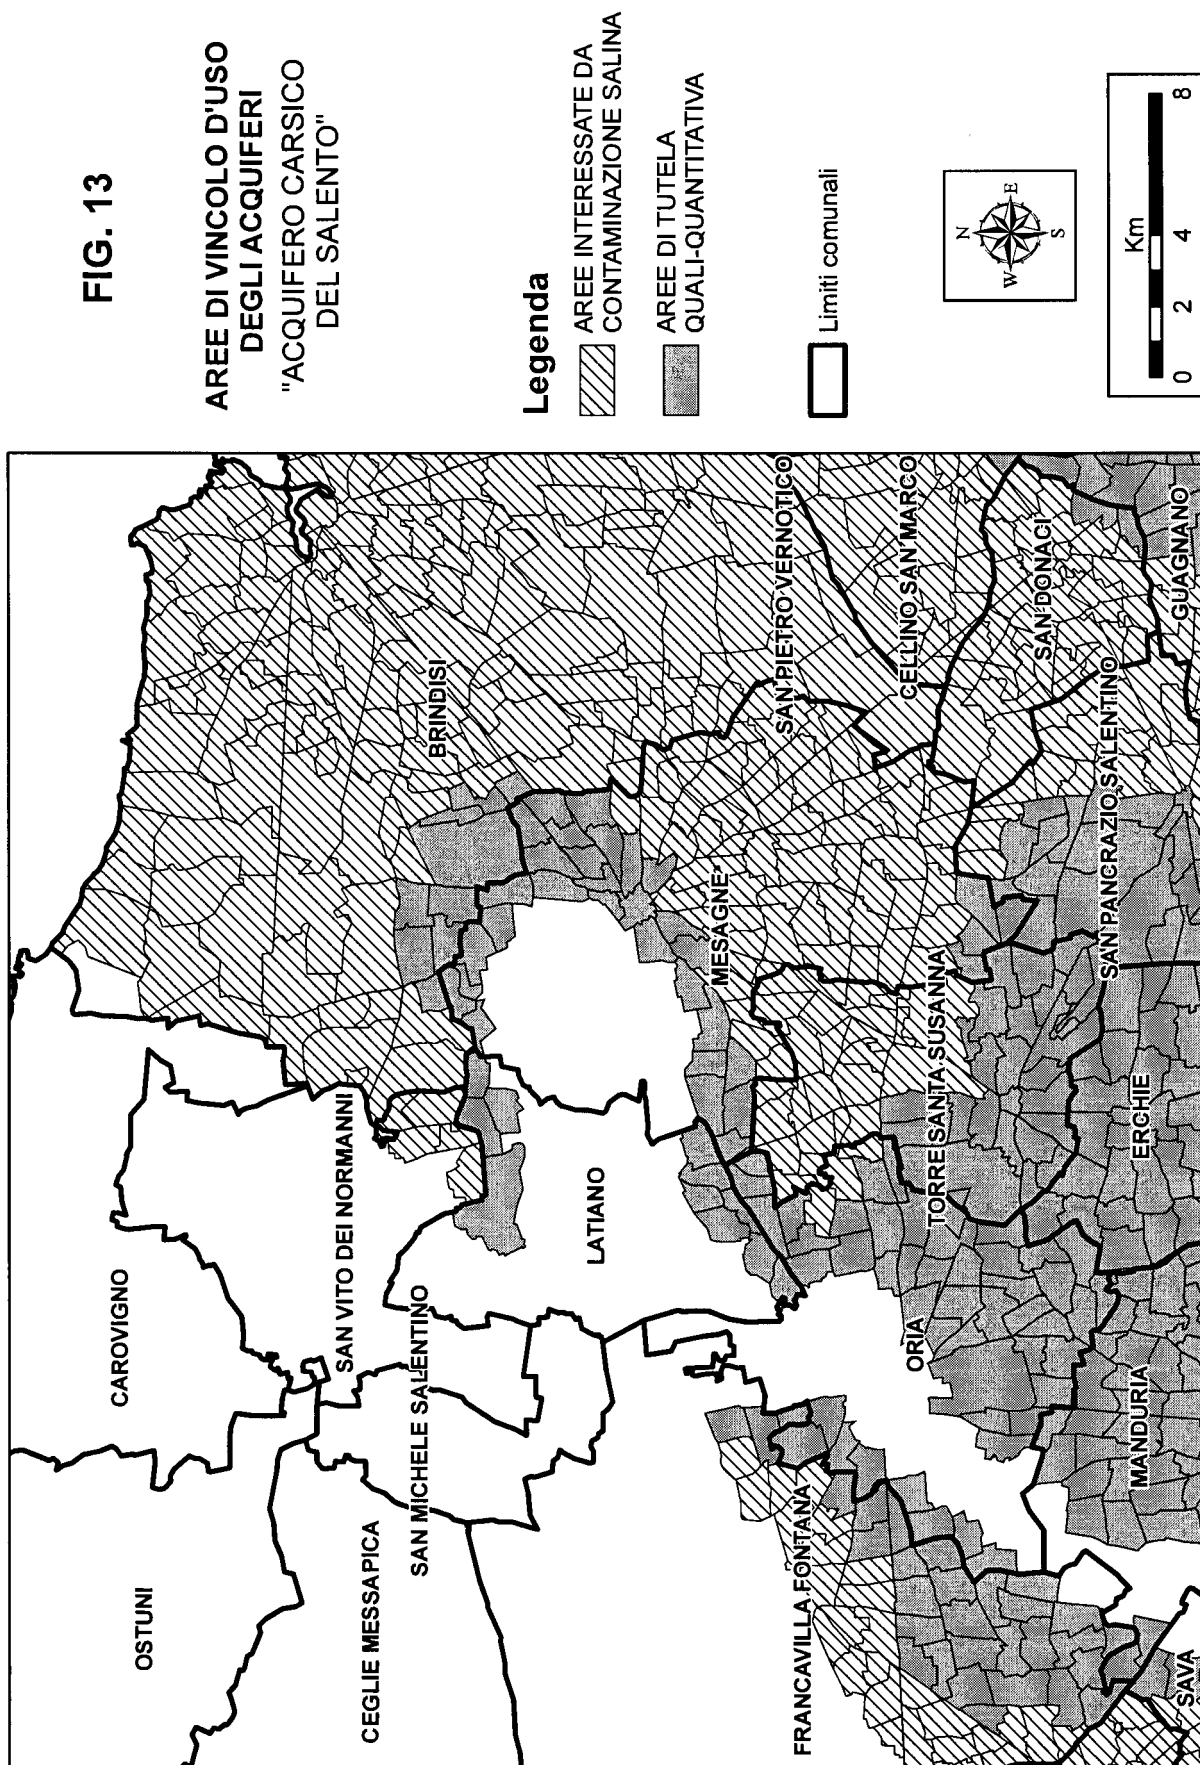 FIG. 13
AREE DI VINCOLO D'USO
DEGLI ACQUIFERI
"ACQUIFERO CARSICO
DEL SALENTO"
Legenda
AREE INTERESSATE DA
CONTAMINAZIONE SALINA
AREE DI TUTELA
QUALI-QUANTITATIVA
Limiti comunali
N
W
E
S
Km
0 2 4 8
OSTUNI
CAROVIGNO
CEGLIE MESSAPICA
SAN VITO DEI NORMANNI
SAN MICHELE SALENTINO
BRINDISI
LATIANO
MESAGNE
SAN PIETRO VERNOTICO
FRANCAVILLA FONTANA
ORIA
TORRE SANTA SUSANNA
CELLINO SAN MARCO
SAN DONACI
SAN PANCRAZIO SALENTINO
MANDURIA
ERCHE
SAVA
GUAGNANO